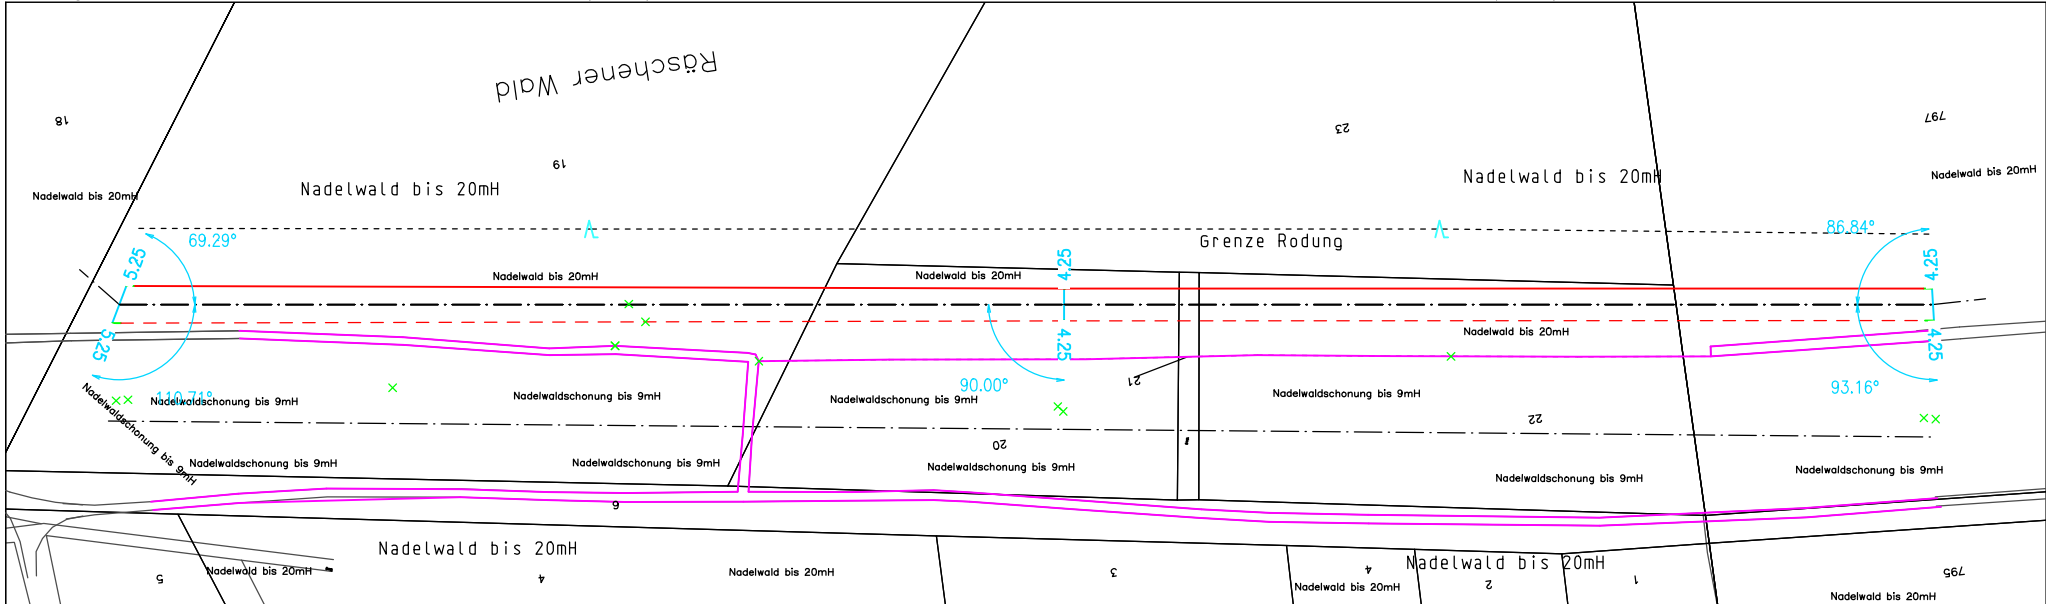 Räschener Wald
18
23
797
19
Nadelwald bis 20mH
Nadelwald bis 20mH
Nadelwald bis 20mH
Nadelwald bis 20mH
69.29°
86.84°
Grenze Rodung
5.25
4.25
4.25
Nadelwald bis 20mH
Nadelwald bis 20mH
5.25
4.25
4.25
Nadelwald bis 20mH
21
110.71°
90.00°
93.16°
Nadelwaldschonung bis 9mH
Nadelwaldschonung bis 9mH
Nadelwaldschonung bis 9mH
Nadelwaldschonung bis 9mH
Nadelwaldschonung bis 9mH
22
20
Nadelwaldschonung bis 9mH
Nadelwaldschonung bis 9mH
Nadelwaldschonung bis 9mH
Nadelwaldschonung bis 9mH
Nadelwaldschonung bis 9mH
6
Nadelwald bis 20mH
Nadelwald bis 20mH
5
Nadelwald bis 20mH
4
Nadelwald bis 20mH
3
4
Nadelwald bis 20mH
2
1
795
Nadelwald bis 20mH